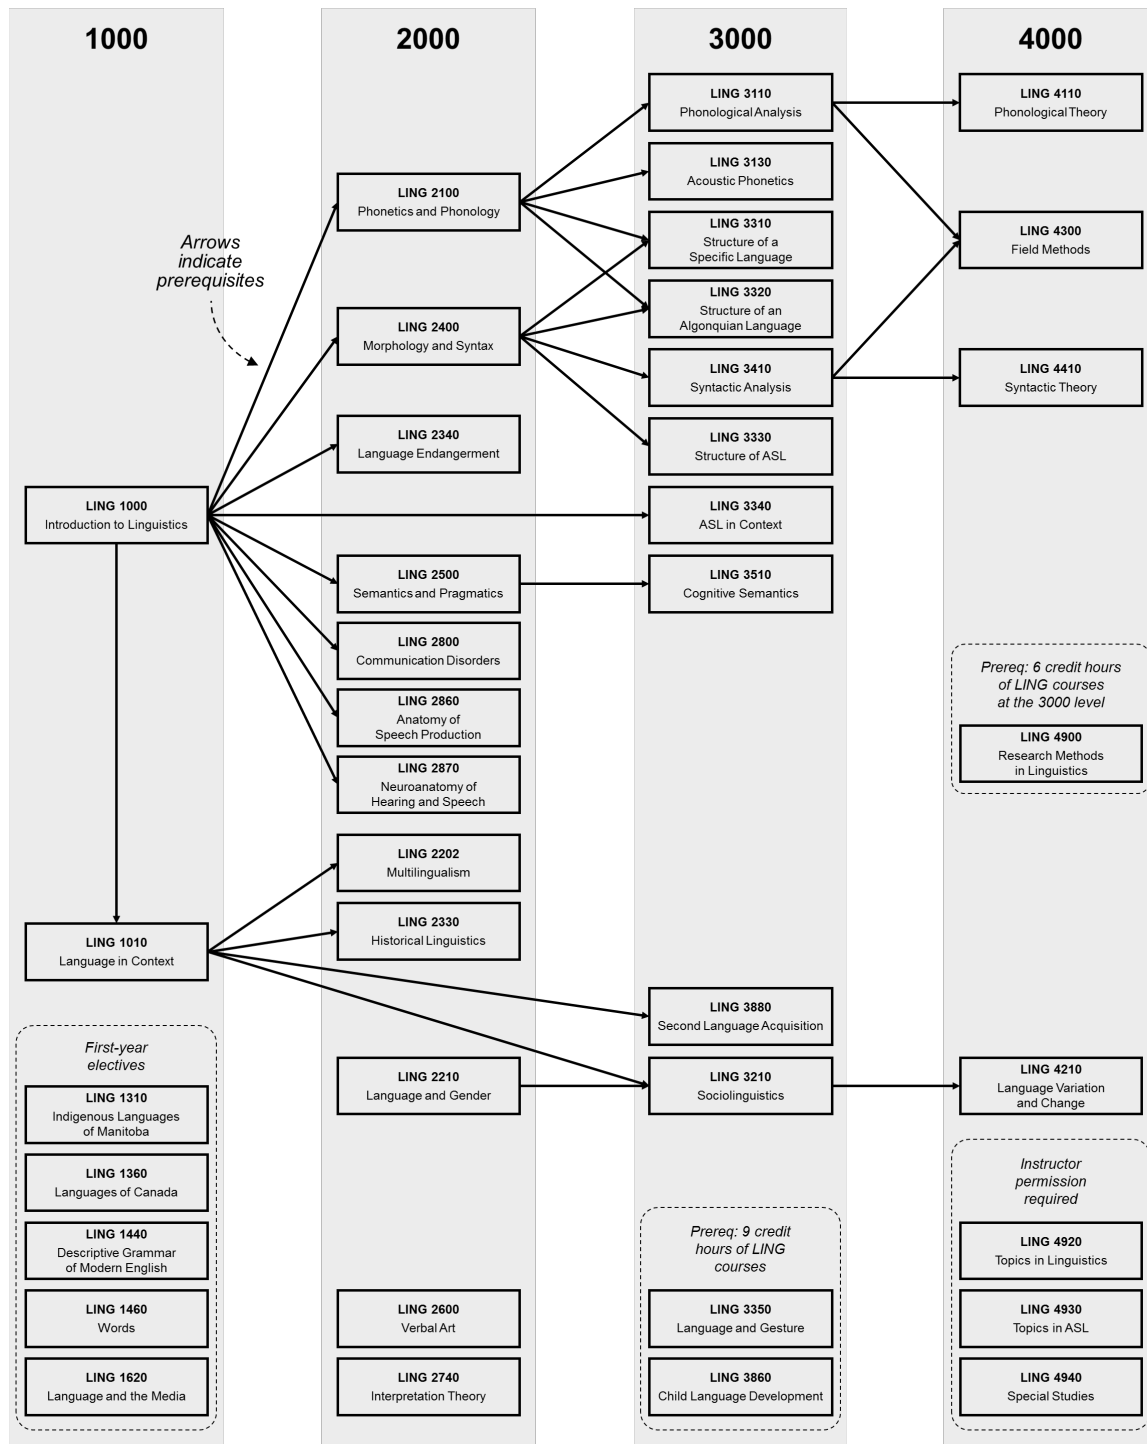 1000
2000
3000
4000
Arrows
indicate
prerequisites
LING 1000
Introduction to Linguistics
LING 1010
Language in Context
First-year
electives
LING 1310
Indigenous Languages
of Manitoba
LING 1360
Languages of Canada
LING 1440
Descriptive Grammar
of Modern English
LING 1460
Words
LING 1620
Language and the Media
LING 2100
Phonetics and Phonology
LING 2400
Morphology and Syntax
LING 2340
Language Endangerment
LING 2500
Semantics and Pragmatics
LING 2800
Communication Disorders
LING 2860
Anatomy of
Speech Production
LING 2870
Neuroanatomy of
Hearing and Speech
LING 2202
Multilingualism
LING 2330
Historical Linguistics
LING 2210
Language and Gender
LING 2600
Verbal Art
LING 2740
Interpretation Theory
LING 3110
Phonological Analysis
LING 3130
Acoustic Phonetics
LING 3310
Structure of a
Specific Language
LING 3320
Structure of an
Algonquian Language
LING 3410
Syntactic Analysis
LING 3330
Structure of ASL
LING 3340
ASL in Context
LING 3510
Cognitive Semantics
LING 3880
Second Language Acquisition
LING 3210
Sociolinguistics
Prereq: 9 credit
hours of LING
courses
LING 3350
Language and Gesture
LING 3860
Child Language Development
LING 4110
Phonological Theory
LING 4300
Field Methods
LING 4410
Syntactic Theory
Prereq: 6 credit hours
of LING courses
at the 3000 level
LING 4900
Research Methods
in Linguistics
LING 4210
Language Variation
and Change
Instructor
permission
required
LING 4920
Topics in Linguistics
LING 4930
Topics in ASL
LING 4940
Special Studies